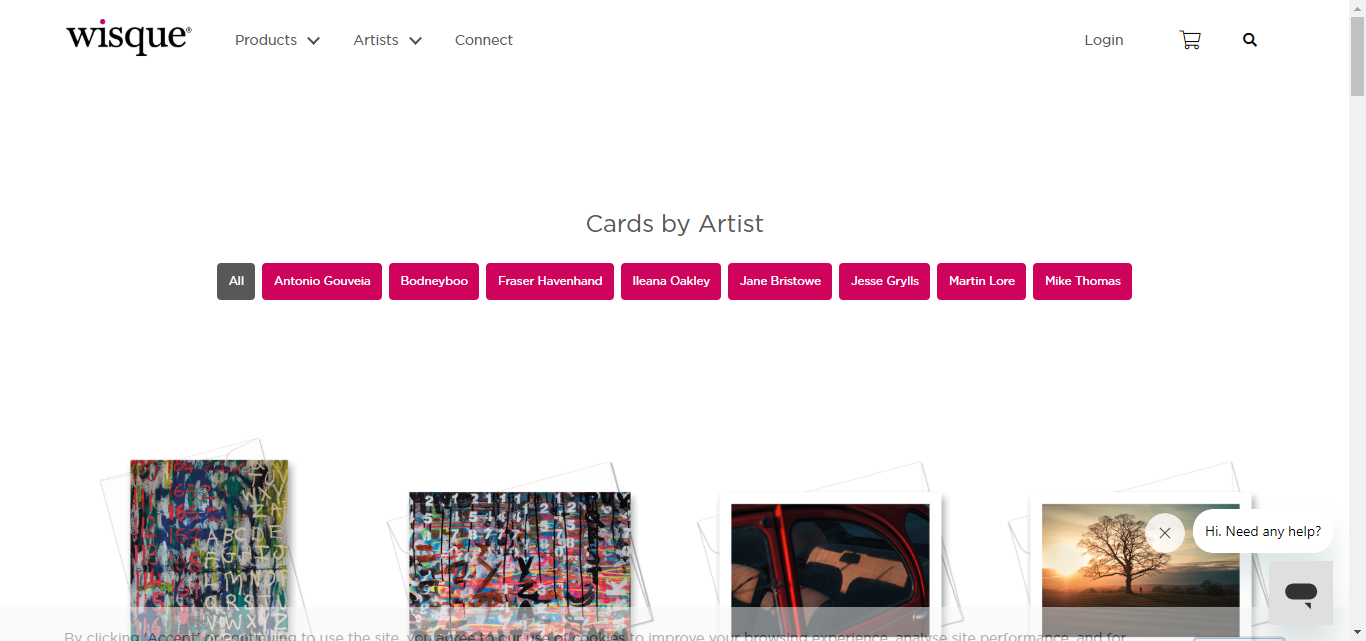 wisque®
Products
Artists
Connect
Login
Cards by Artist
All
Antonio Gouveia
Bodneyboo
Fraser Havenhand
Ileana Oakley
Jane Bristowe
Jesse Grylls
Martin Lore
Mike Thomas
Hi. Need any help?
By clicking 'Accept' or continuing to use the site, you agree to our use of cookies to improve your browsing experience, analyse site performance, and for